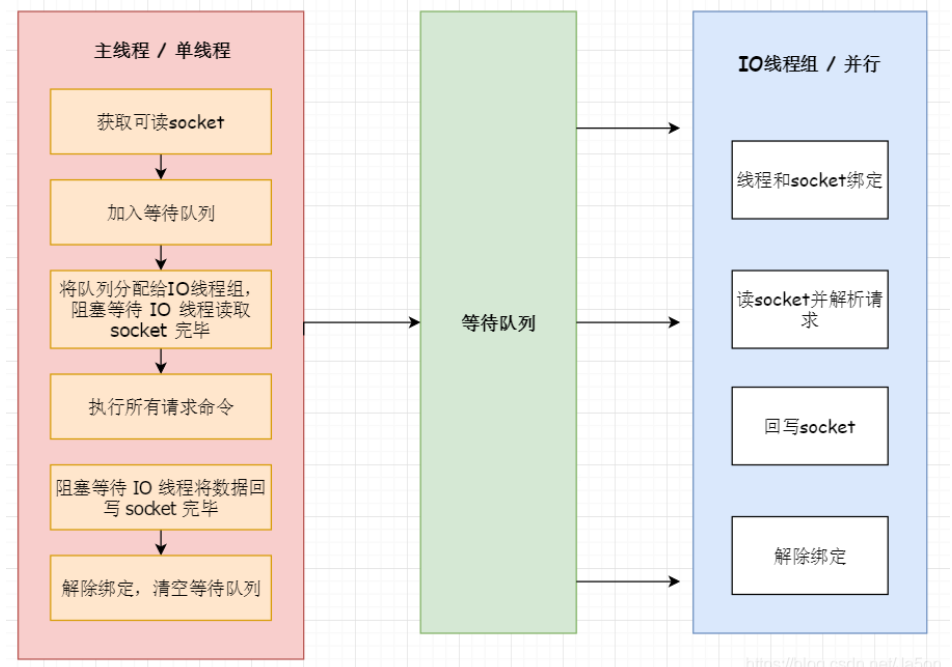 主线程 / 单线程
获取可读socket
加入等待队列
将队列分配给IO线程组，
阻塞等待 IO 线程读取
socket 完毕
执行所有请求命令
阻塞等待 IO 线程将数据回
写 socket 完毕
解除绑定，清空等待队列
等待队列
IO线程组 / 并行
线程和socket绑定
读socket并解析请
求
回写socket
解除绑定